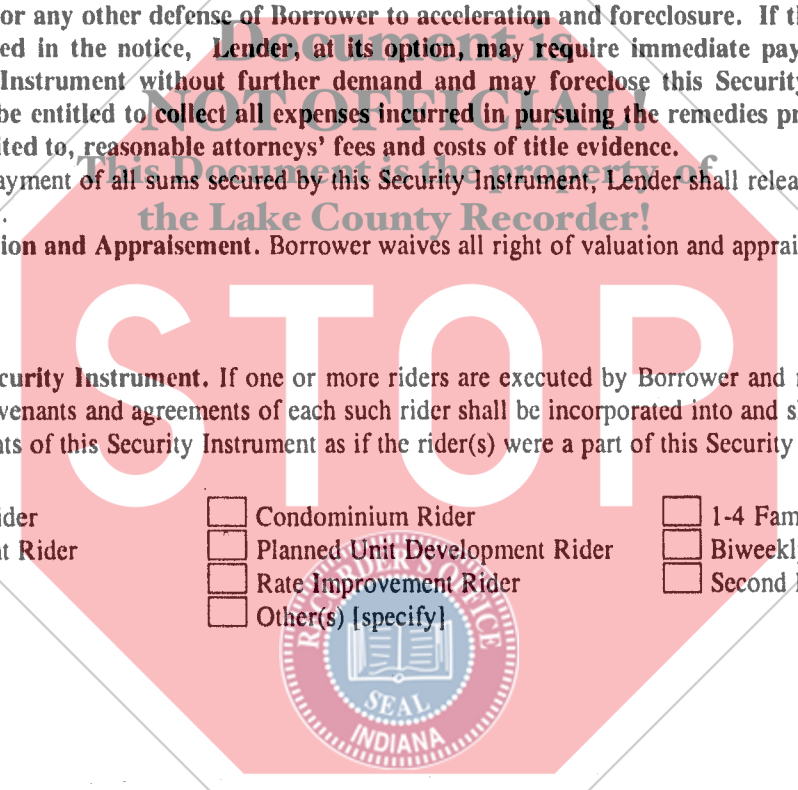 or any other defense of Borrower to acceleration and foreclosure. If t
Document is
ed in the notice, Lender, at its option, may require immediate pay
Instrument without further demand and may foreclose this Security
NOT OFFICIAL!
be entitled to collect all expenses incurred in pursuing the remedies pr
ited to, reasonable attorneys' fees and costs of title evidence.
This Document is the property of
ayment of all sums secured by this Security Instrument, Lender shall relea
the Lake County Recorder!
ion and Appraisement. Borrower waives all right of valuation and apprai
STOP
curity Instrument. If one or more riders are executed by Borrower and
venants and agreements of each such rider shall be incorporated into and s
nts of this Security Instrument as if the rider(s) were a part of this Security
ider Condominium Rider 1-4 Fam
t Rider Planned Unit Development Rider Biweekl
Rate Improvement Rider Second
Other(s) [specify]
RECORDER'S OFFICE
SEAL
INDIANA